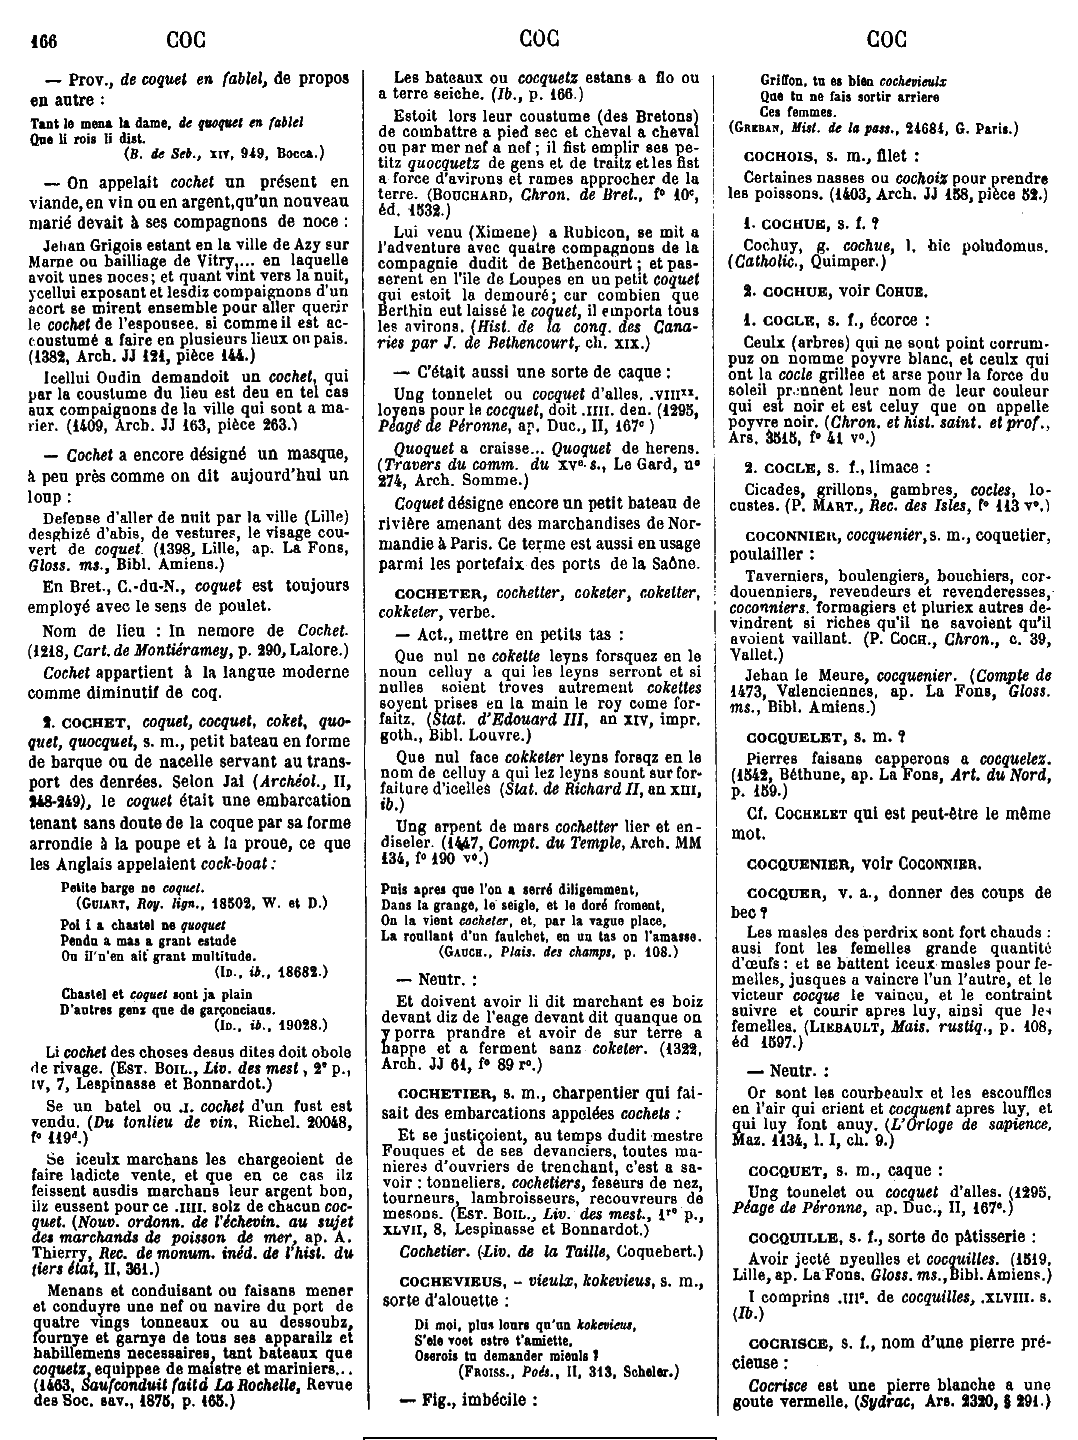 166 COC COC COC
— Prov., de coquet en fablel, de propos
en autre :
Tant le mena la dame, de quoquet en fablel
Que li rois li dist.
(B. de Seb., XIV, 949, Bocca.)
— On appelait cochet un présent en
viande, en vin ou en argent, qu'un nouveau
marié devait à ses compagnons de noce :
Jehan Grigois estant en la ville de Azy sur
Marne ou bailliage de Vitry,... en laquelle
avoit unes noces; et quant vint vers la nuit,
ycellui exposant et lesdiz compaignons d'un
acort se mirent ensemble pour aller querir
le cochet de l'espousee, si comme il est ac-
coustumé a faire en plusieurs lieux ou pais.
(1382, Arch. JJ 121, pièce 144.)
Icellui Oudin demandoit un cochet, qui
par la coustume du lieu est deu en tel cas
aux compaignons de la ville qui sont a ma-
rier. (1409, Arch. JJ 163, pièce 263.)
— Cochet a encore désigné un masque,
à peu près comme on dit aujourd'hui un
loup :
Defense d'aller de nuit par la ville (Lille)
desghizé d'abis, de vestures, le visage cou-
vert de coquet. (1398, Lille, ap. La Fons,
Gloss. ms., Bibl. Amiens.)
En Bret., C.-du-N., coquet est toujours
employé avec le sens de poulet.
Nom de lieu : In nemore de Cochet.
(1218, Cart. de Montiéramey, p. 290, Lalore.)
Cochet appartient à la langue moderne
comme diminutif de coq.
2. COCHET, coquet, cocquet, coket, quo-
quet, quocquet, s. m., petit bateau en forme
de barque ou de nacelle servant au trans-
port des denrées. Selon Jal (Archéol., II,
248-249), le coquet était une embarcation
tenant sans doute de la coque par sa forme
arrondie à la poupe et à la proue, ce que
les Anglais appelaient cock-boat :
Petite barge ne coquet.
(GUIART, Roy. lign., 18502, W. et D.)
Poi i a chastel ne quoquet
Pendu a mas a grant estude
Ou il n'en ait grant multitude.
(ID., ib., 18682.)
Chastel et coquet sont ja plain
D'autres genz que de garçonciaus.
(ID., ib., 19028.)
Li cochet des choses desus dites doit obole
de rivage. (EST. BOIL., Liv. des mest, 2e p.,
IV, 7, Lespinasse et Bonnardot.)
Se un batel ou .I. cochet d'un fust est
vendu. (Du tonlieu de vin, Richel. 20048,
f° 119d.)
Se iceulx marchans les chargeoient de
faire ladicte vente, et que en ce cas ilz
feissent ausdis marchans leur argent bon,
ilz eussent pour ce .IIII. solz de chacun coc-
quet. (Nouv. ordonn. de l'échevin. au sujet
des marchands de poisson de mer, ap. A.
Thierry, Rec. de monum. inéd. de l'hist. du
tiers état, II, 361.)
Menans et conduisant ou faisans mener
et conduyre une nef ou navire du port de
quatre vings tonneaux ou au dessoubz,
fournye et garnye de tous ses apparailz et
habillemens necessaires, tant bateaux que
coquetz, equippee de maistre et mariniers...
(1463, Saufconduit fait à La Rochelle, Revue
des Soc. sav., 1875, p. 165.)
Les bateaux ou cocquetz estans a flo ou
a terre seiche. (Ib., p. 166.)
Estoit lors leur coustume (des Bretons)
de combattre a pied sec et cheval a cheval
ou par mer nef a nef ; il fist emplir ses pe-
titz quocquetz de gens et de traitz et les fist
a force d'avirons et rames approcher de la
terre. (BOUCHARD, Chron. de Bret., f° 10c,
éd. 1532.)
Lui venu (Ximene) a Rubicon, se mit a
l'adventure avec quatre compagnons de la
compagnie dudit de Bethencourt ; et pas-
serent en l'île de Loupes en un petit coquet
qui estoit la demouré; cur combien que
Berthin eut laissé le coquet, il emporta tous
les avirons. (Hist. de la conq. des Cana-
ries par J. de Bethencourt, ch. XIX.)
— C'était aussi une sorte de caque :
Ung tonnelet ou cocquet d'alles, .VIIIxx.
loyens pour le cocquet, doit .IIII. den. (1295,
Péage de Péronne, ap. Duc., II, 167c )
Quoquet a craisse... Quoquet de herens.
(Travers du comm. du XVe s., Le Gard, n°
274, Arch. Somme.)
Coquet désigne encore un petit bateau de
rivière amenant des marchandises de Nor-
mandie à Paris. Ce terme est aussi en usage
parmi les portefaix des ports de la Saône.
COCHETER, cochetter, coketer, coketter,
cokketer, verbe.
— Act., mettre en petits tas :
Que nul ne cokette leyns forsquez en le
noun celluy a qui les leyns serront et si
nulles soient troves autrement cokettes
soyent prises en la main le roy come for-
faitz. (Stat. d'Edouard III, an XIV, impr.
goth., Bibl. Louvre.)
Que nul face cokketer leyns forsqz en le
nom de celluy a qui lez leyns sount sur for-
faiture d'icelles (Stat. de Richard II, an XIII,
ib.)
Ung arpent de mars cochetter lier et en-
diseler. (1447, Compt. du Temple, Arch. MM
134, f° 190 v°.)
Puis apres que l'on a serré diligemment,
Dans la grange, le seigle, et le doré froment,
On la vient cocheter, et, par la vague place,
La roullant d'un faulchet, en un tas on l'amasse.
(GAUCH., Plais. des champs, p. 108.)
— Neutr. :
Et doivent avoir li dit marchant es boiz
devant diz de l'eage devant dit quanque on
y porra prandre et avoir de sur terre a
happe et a ferment sanz coketer. (1322,
Arch. JJ 61, f° 89 r°.)
COCHETIER, s. m., charpentier qui fai-
sait des embarcations appelées cochets :
Et se justiçoient, au temps dudit mestre
Fouques et de ses devanciers, toutes ma-
nieres d'ouvriers de trenchant, c'est a sa-
voir : tonneliers, cochetiers, feseurs de nez,
tourneurs, lambroisseurs, recouvreurs de
mesons. (EST. BOIL., Liv. des mest., 1re p.,
XLVII, 8, Lespinasse et Bonnardot.)
Cochetier. (Liv. de la Taille, Coquebert.)
COCHEVIEUS, - vieulx, kokevieus, s. m.,
sorte d'alouette :
Di moi, plus lours qu'un kokevieus,
S'ele voet estre t'amiette,
Oserois tu demander mieuls ?
(FROISS., Poés., II, 313, Scheler.)
— Fig., imbécile :
Griffon, tu es bien cochevieulx
Que tu ne fais sortir arriere
Ces femmes.
(GREBAN, Mist. de la pass., 24684, G. Paris.)
COCHOIS, s. m., filet :
Certaines nasses ou cochoiz pour prendre
les poissons. (1403, Arch. JJ 158, pièce 52.)
1. COCHUE, s. f. ?
Cochuy, g. cochue, l. hic poludomus.
(Catholic., Quimper.)
2. COCHUE, voir COHUE.
1. COCLE, s. f., écorce :
Ceulx (arbres) qui ne sont point corrum-
puz on nomme poyvre blanc, et ceulx qui
ont la cocle grillee et arse pour la force du
soleil prennent leur nom de leur couleur
qui est noir et est celuy que on appelle
poyvre noir. (Chron. et hist. saint. et prof.,
Ars. 3515, f° 41 v°.)
2. COCLE, s. f., limace :
Cicades, grillons, gambres, cocles, lo-
custes. (P. MART., Rec. des Isles, f° 113 v°.)
COCONNIER, cocquenier, s. m., coquetier,
poulailler :
Taverniers, boulengiers, bouchiers, cor-
douenniers, revendeurs et revenderesses,
coconniers, formagiers et pluriex autres de-
vindrent si riches qu'il ne savoient qu'il
avoient vaillant. (P. COCH., Chron., c. 39,
Vallet.)
Jehan le Meure, cocquenier. (Compte de
1473, Valenciennes, ap. La Fons, Gloss.
ms., Bibl. Amiens.)
COCQUELET, s. m. ?
Pierres faisans capperons a cocquelez.
(1542, Béthune, ap. La Fons, Art. du Nord,
p. 159.)
Cf. COCHELET qui est peut-être le même
mot.
COCQUENIER, voir COCONNIER.
COCQUER, v. a., donner des coups de
bec ?
Les masles des perdrix sont fort chauds :
ausi font les femelles grande quantité
d'œufs : et se battent iceux masles pour fe-
melles, jusques a vaincre l'un l'autre, et le
victeur cocque le vaincu, et le contraint
suivre et courir apres luy, ainsi que les
femelles. (LIEBAULT, Mais. rustiq., p. 108,
éd 1597.)
— Neutr. :
Or sont les courbeaulx et les escouffles
en l'air qui crient et cocquent apres luy, et
qui luy font anuy. (L'Orloge de sapience,
Maz. 1134, l. I, ch. 9.)
COCQUET, s. m., caque :
Ung tounelet ou cocquet d'alles. (1295,
Péage de Péronne, ap. Duc., II, 167c.)
COCQUILLE, s. f., sorte de pâtisserie :
Avoir jecté nyeulles et cocquilles. (1519,
Lille, ap. La Fons, Gloss. ms., Bibl. Amiens.)
I comprins .IIIc. de cocquilles, .XLVIII. s.
(Ib.)
COCRISCE, s. f., nom d'une pierre pré-
cieuse :
Cocrisce est une pierre blanche a une
goute vermelle. (Sydrac, Ars. 2320, § 291.)